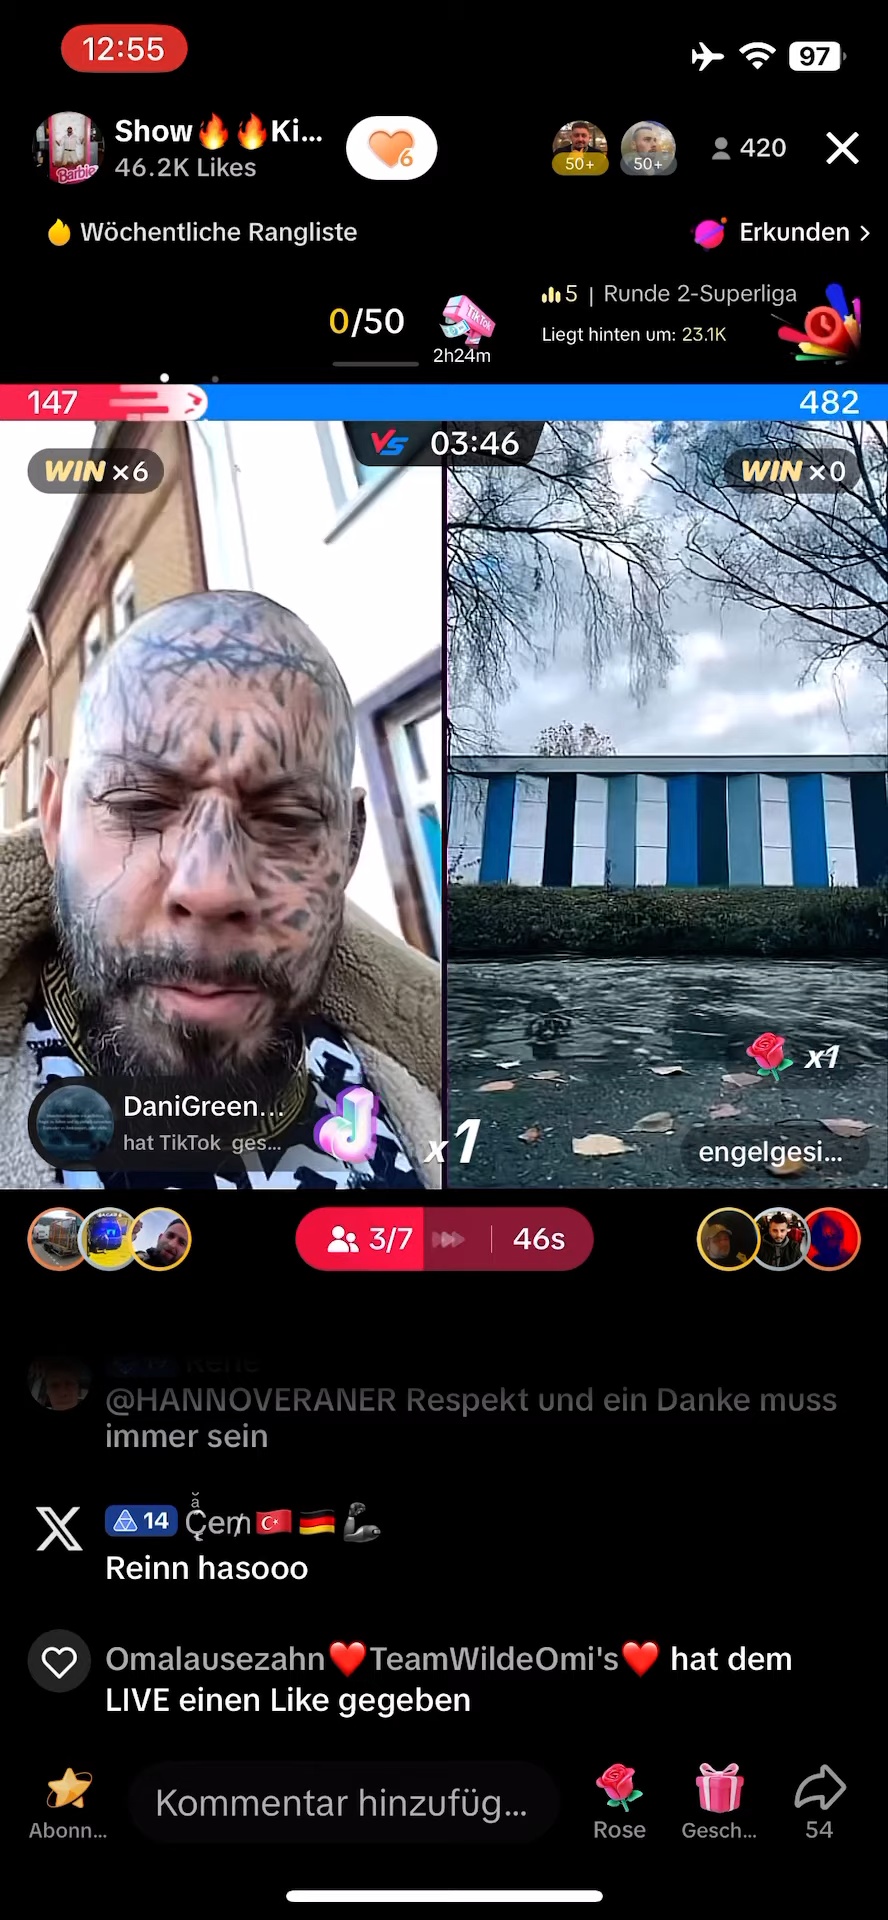 12:55
97
Show🔥🔥Ki...
46.2K Likes
6
50+
50+
420
Barbie
Wöchentliche Rangliste
Erkunden >
0/50
TikTok
2h24m
5 | Runde 2-Superliga
Liegt hinten um: 23.1K
147
482
VS 03:46
WIN x6
WIN x0
x1
DaniGreen...
hat TikTok ges...
x1
engelgesi...
3/7
46s
@HANNOVERANER Respekt und ein Danke muss
immer sein
14 Çem🇹🇷🇩🇪🦾
Reinn hasooo
Omalausezahn❤️TeamWildeOmi's❤️ hat dem
LIVE einen Like gegeben
Abonn...
Kommentar hinzufüg...
Rose
Gesch...
54